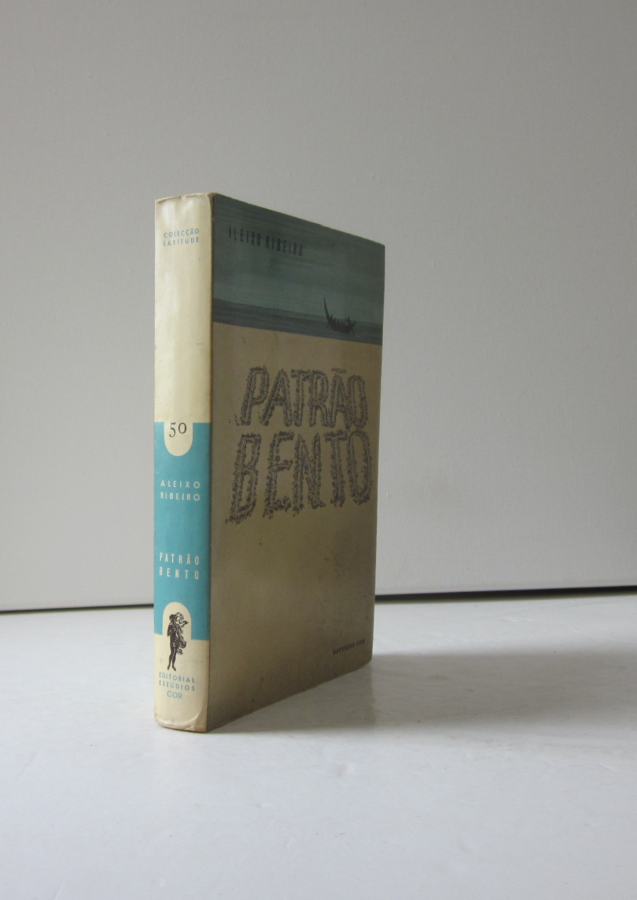 COLECÇÃO
LATITUDE
50
ALEIXO
RIBEIRO
PATRÃO
BENTO
EDITORIAL
ESTÚDIOS
COR
ALEIXO RIBEIRO
PATRÃO
BENTO